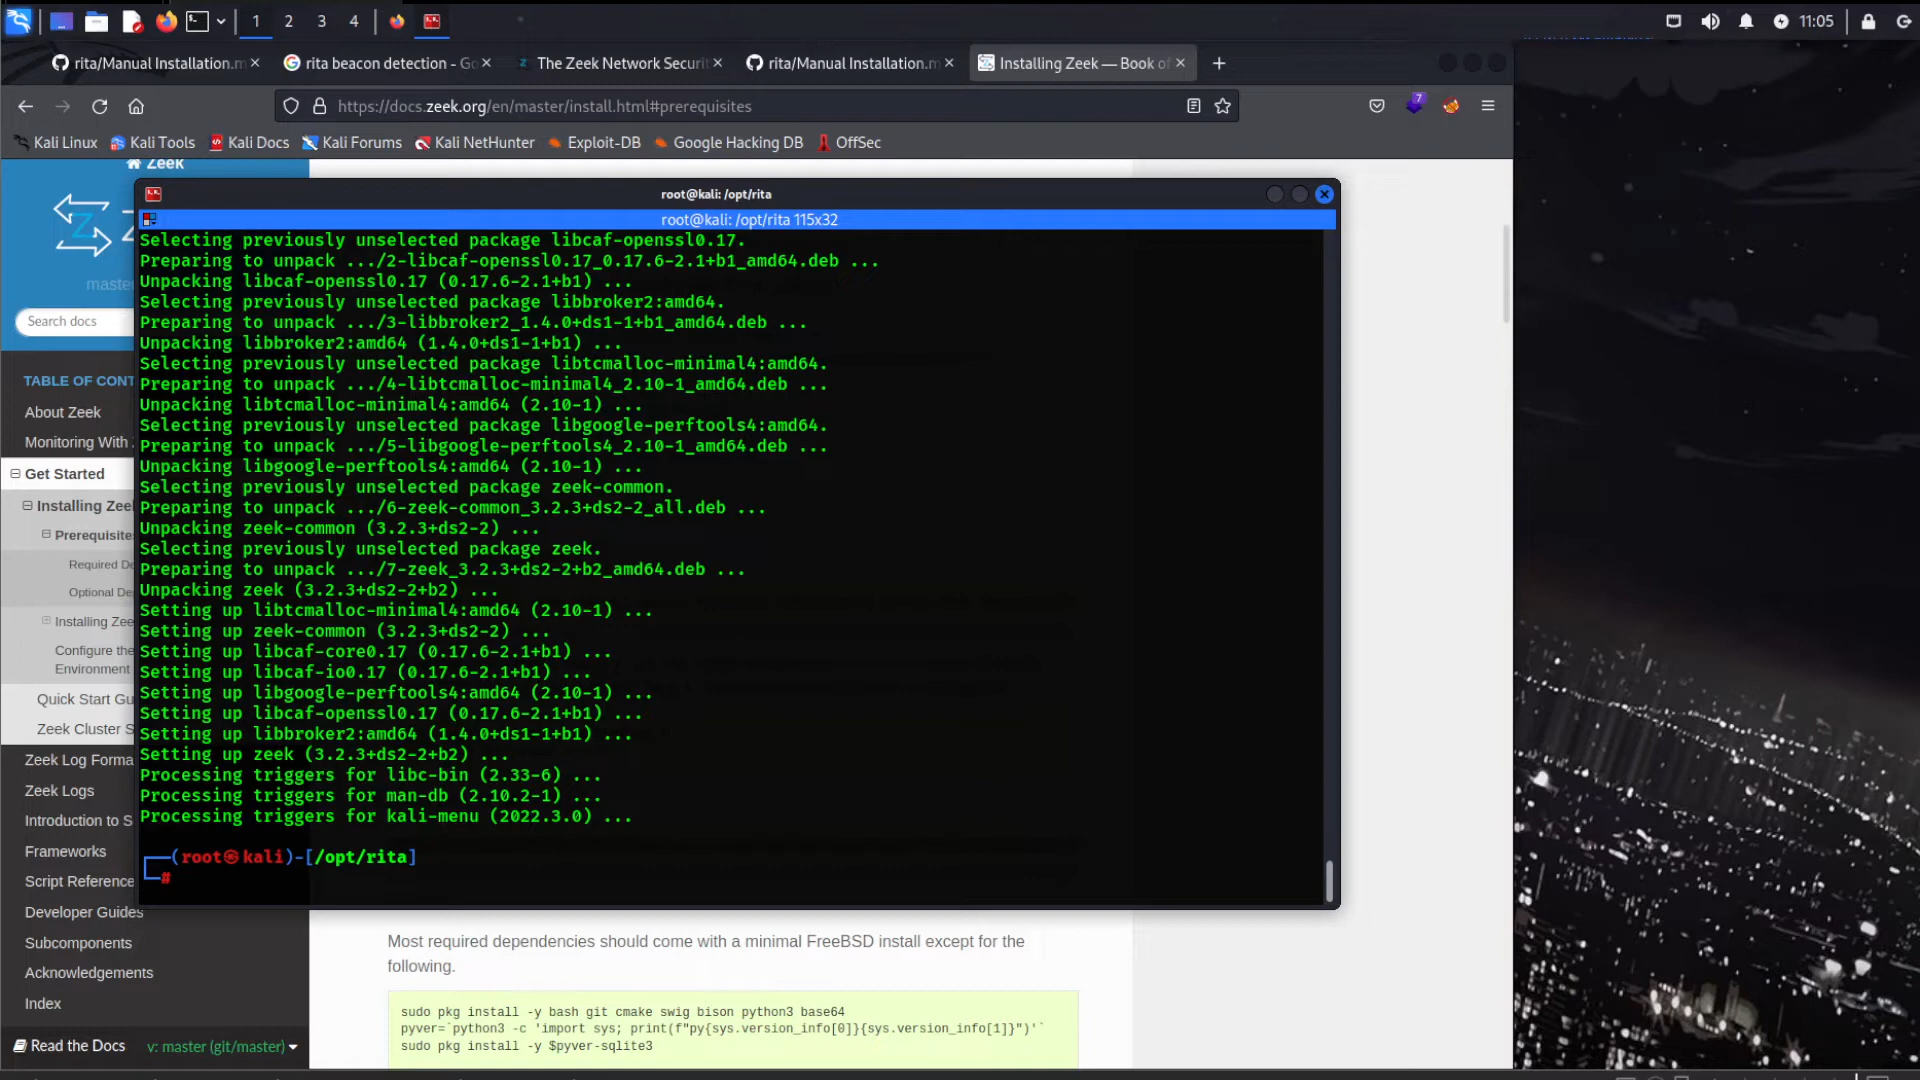 1 2 3 4 11:05
rita/Manual Installation.m rita beacon detection - Go The Zeek Network Securit rita/Manual Installation.m Installing Zeek — Book of
https://docs.zeek.org/en/master/install.html#prerequisites 7
Kali Linux Kali Tools Kali Docs Kali Forums Kali NetHunter Exploit-DB Google Hacking DB OffSec
Zeek
root@kali: /opt/rita
root@kali: /opt/rita 115x32
Selecting previously unselected package libcaf-openssl0.17.
Preparing to unpack .../2-libcaf-openssl0.17_0.17.6-2.1+b1_amd64.deb ...
Unpacking libcaf-openssl0.17 (0.17.6-2.1+b1) ...
Selecting previously unselected package libbroker2:amd64.
Preparing to unpack .../3-libbroker2_1.4.0+ds1-1+b1_amd64.deb ...
Unpacking libbroker2:amd64 (1.4.0+ds1-1+b1) ...
Selecting previously unselected package libtcmalloc-minimal4:amd64.
Preparing to unpack .../4-libtcmalloc-minimal4_2.10-1_amd64.deb ...
Unpacking libtcmalloc-minimal4:amd64 (2.10-1) ...
Selecting previously unselected package libgoogle-perftools4:amd64.
Preparing to unpack .../5-libgoogle-perftools4_2.10-1_amd64.deb ...
Unpacking libgoogle-perftools4:amd64 (2.10-1) ...
Selecting previously unselected package zeek-common.
Preparing to unpack .../6-zeek-common_3.2.3+ds2-2_all.deb ...
Unpacking zeek-common (3.2.3+ds2-2) ...
Selecting previously unselected package zeek.
Preparing to unpack .../7-zeek_3.2.3+ds2-2+b2_amd64.deb ...
Unpacking zeek (3.2.3+ds2-2+b2) ...
Setting up libtcmalloc-minimal4:amd64 (2.10-1) ...
Setting up zeek-common (3.2.3+ds2-2) ...
Setting up libcaf-core0.17 (0.17.6-2.1+b1) ...
Setting up libcaf-io0.17 (0.17.6-2.1+b1) ...
Setting up libgoogle-perftools4:amd64 (2.10-1) ...
Setting up libcaf-openssl0.17 (0.17.6-2.1+b1) ...
Setting up libbroker2:amd64 (1.4.0+ds1-1+b1) ...
Setting up zeek (3.2.3+ds2-2+b2) ...
Processing triggers for libc-bin (2.33-6) ...
Processing triggers for man-db (2.10.2-1) ...
Processing triggers for kali-menu (2022.3.0) ...
┌──(root㉿kali)-[/opt/rita]
└─#
master
Search docs
TABLE OF CONT
About Zeek
Monitoring With
Get Started
Installing Zeek
Prerequisites
Required De
Optional De
Installing Zee
Configure the
Environment
Quick Start Gu
Zeek Cluster S
Zeek Log Forma
Zeek Logs
Introduction to S
Frameworks
Script Reference
Developer Guides
Subcomponents
Acknowledgements
Index
Read the Docs v: master (git/master)
Most required dependencies should come with a minimal FreeBSD install except for the
following.
sudo pkg install -y bash git cmake swig bison python3 base64
pyver=`python3 -c 'import sys; print(f"py{sys.version_info[0]}{sys.version_info[1]}")'`
sudo pkg install -y $pyver-sqlite3